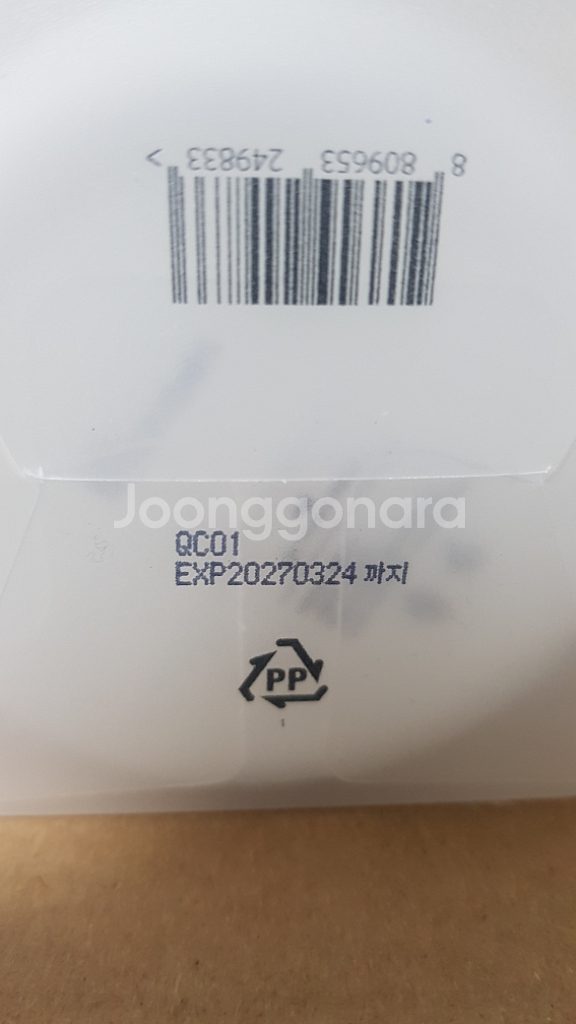 8 809653 249833 >
Joonggonara
QC01
EXP20270324 까지
PP